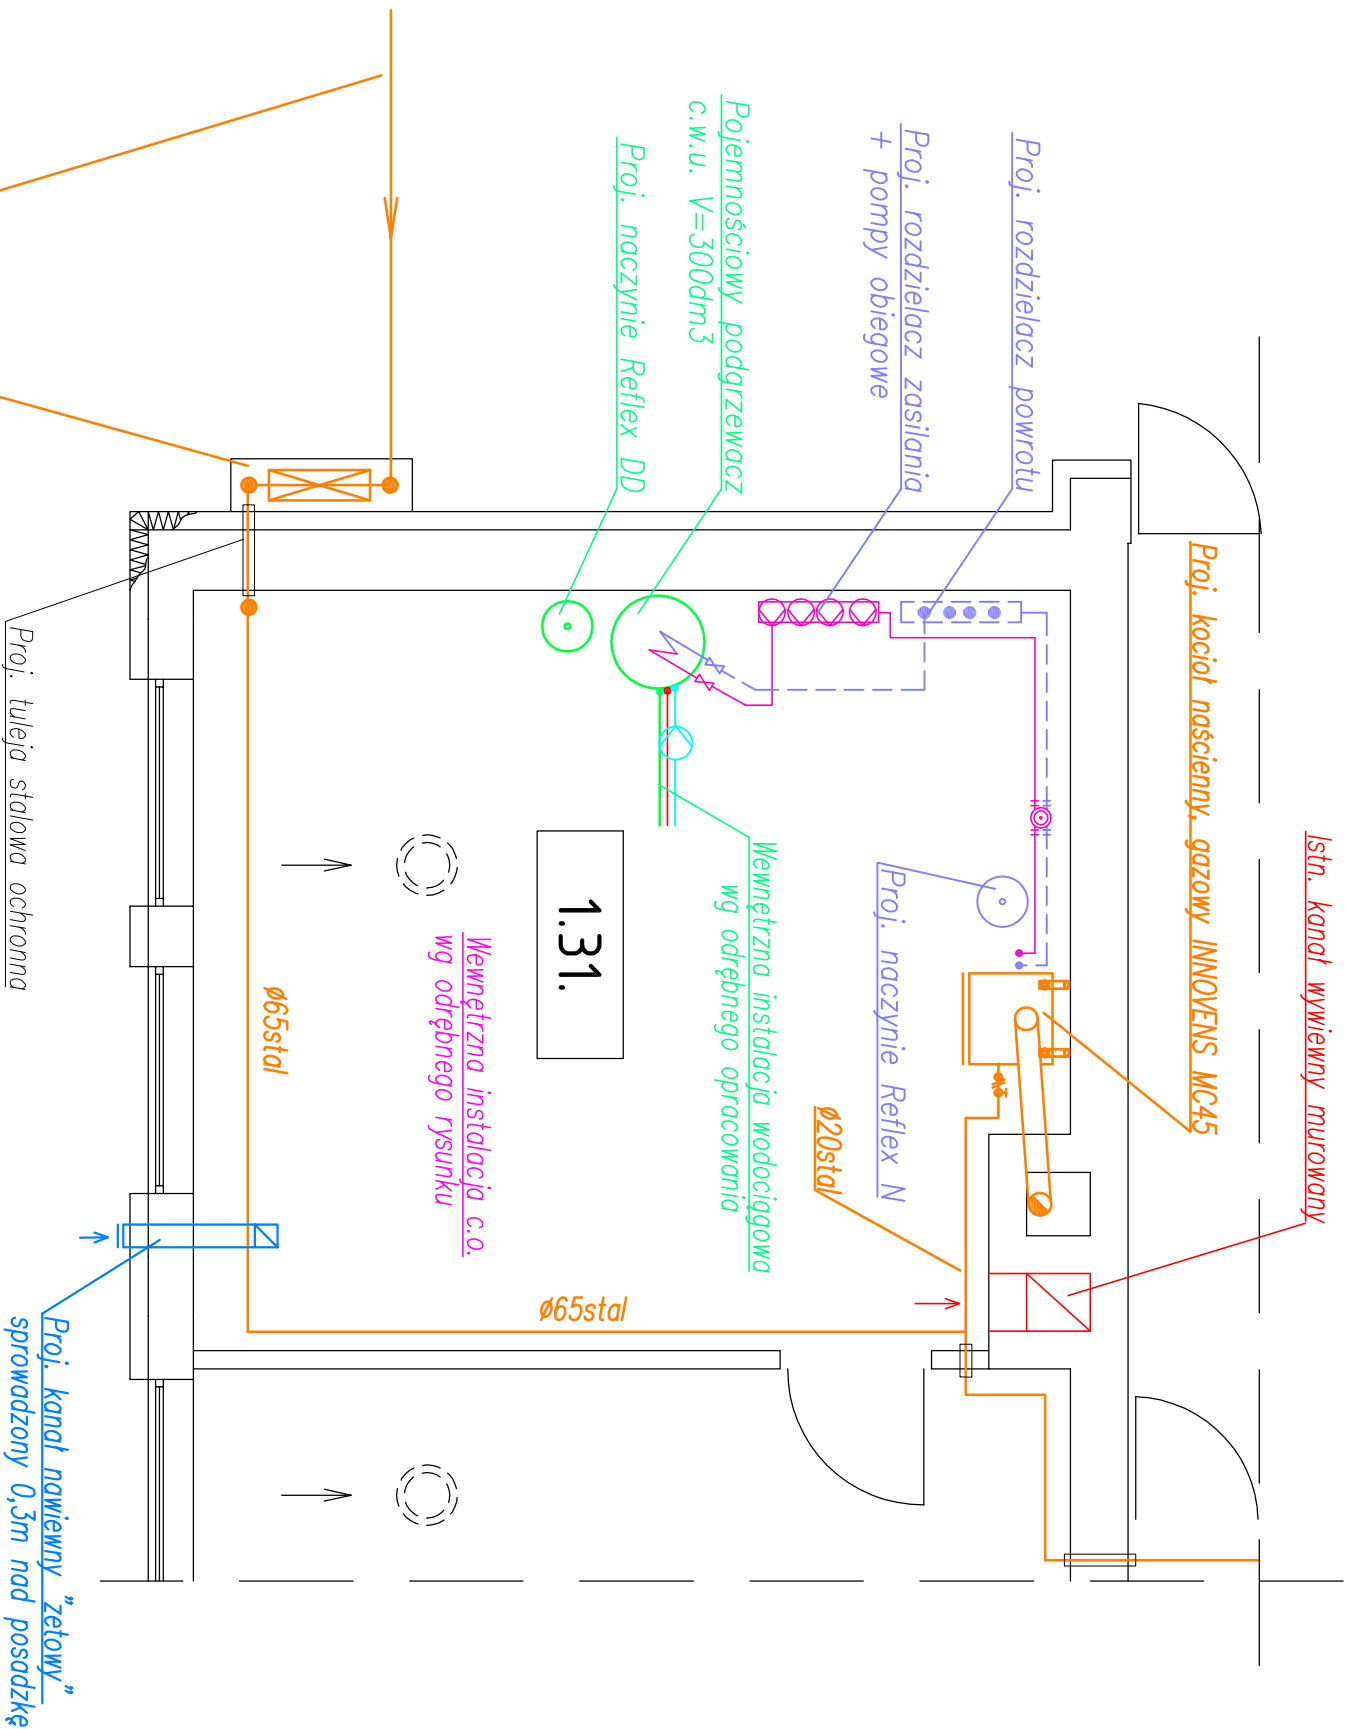 Istn. kanał wywiewny murowany
Proj. kocioł naścienny, gazowy INNOVENS MC45
Proj. rozdzielacz powrotu
Proj. rozdzielacz zasilania
+ pompy obiegowe
Pojemnościowy podgrzewacz
c.w.u. V=300dm3
Proj. naczynie Reflex DD
Proj. naczynie Reflex N
ø20stal
Wewnętrzna instalacja wodociągowa
wg odrębnego opracowania
1.31.
ø65stal
Wewnętrzna instalacja c.o.
wg odrębnego rysunku
ø65stal
Proj. tuleja stalowa ochronna
Proj. kanał nawiewny "zetowy"
sprowadzony 0,3m nad posadzkę